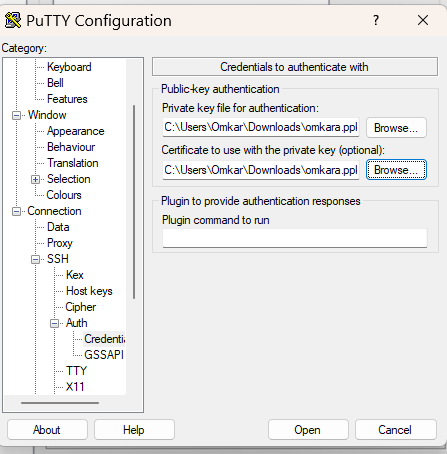 PuTTY Configuration
?
Category:
Keyboard
Bell
Features
Window
Appearance
Behaviour
Translation
Selection
Colours
Connection
Data
Proxy
SSH
Kex
Host keys
Cipher
Auth
Credentia
GSSAPI
TTY
X11
Credentials to authenticate with
Public-key authentication
Private key file for authentication:
C:\Users\Omkar\Downloads\omkara.ppl
Browse...
Certificate to use with the private key (optional):
C:\Users\Omkar\Downloads\omkara.ppl
Browse...
Plugin to provide authentication responses
Plugin command to run
About
Help
Open
Cancel